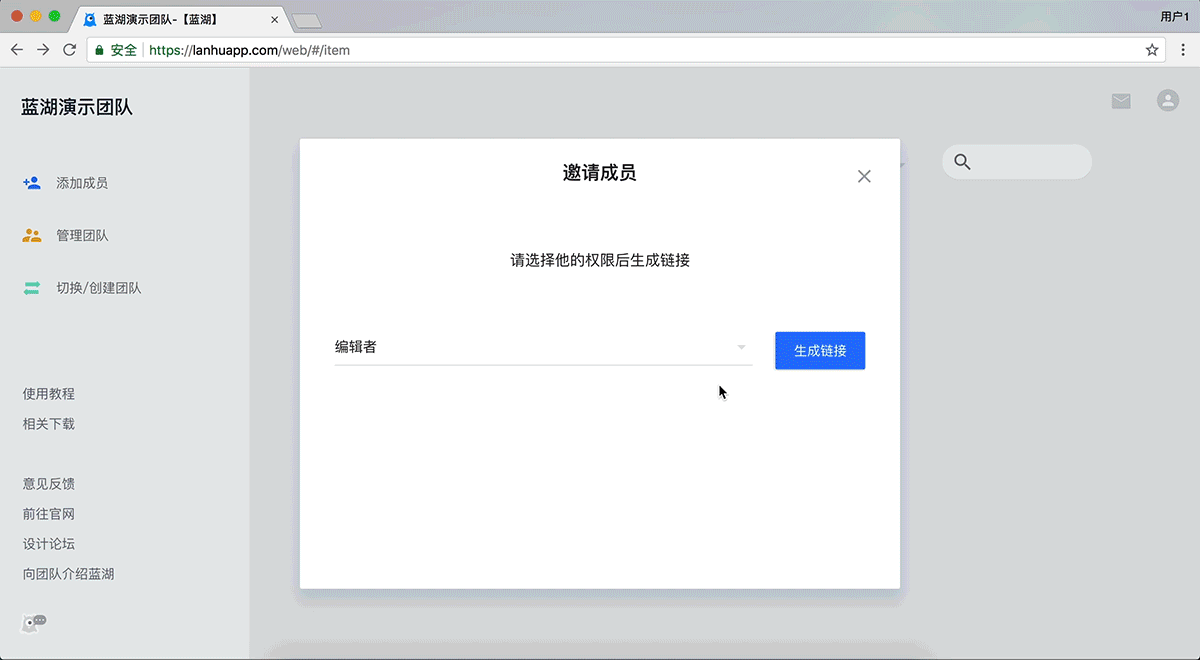 蓝湖演示团队-【蓝湖】
用户1
安全 https://lanhuapp.com/web/#/item
蓝湖演示团队
添加成员
管理团队
切换/创建团队
使用教程
相关下载
意见反馈
前往官网
设计论坛
向团队介绍蓝湖
邀请成员
请选择他的权限后生成链接
编辑者
生成链接